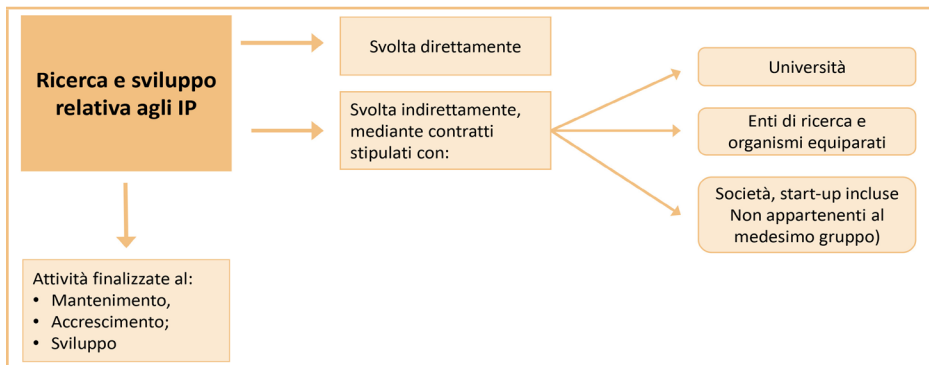 Ricerca e sviluppo
relativa agli IP
Svolta direttamente
Svolta indirettamente,
mediante contratti
stipulati con:
Università
Enti di ricerca e
organismi equiparati
Società, start-up incluse
Non appartenenti al
medesimo gruppo)
Attività finalizzate al:
• Mantenimento,
• Accrescimento;
• Sviluppo